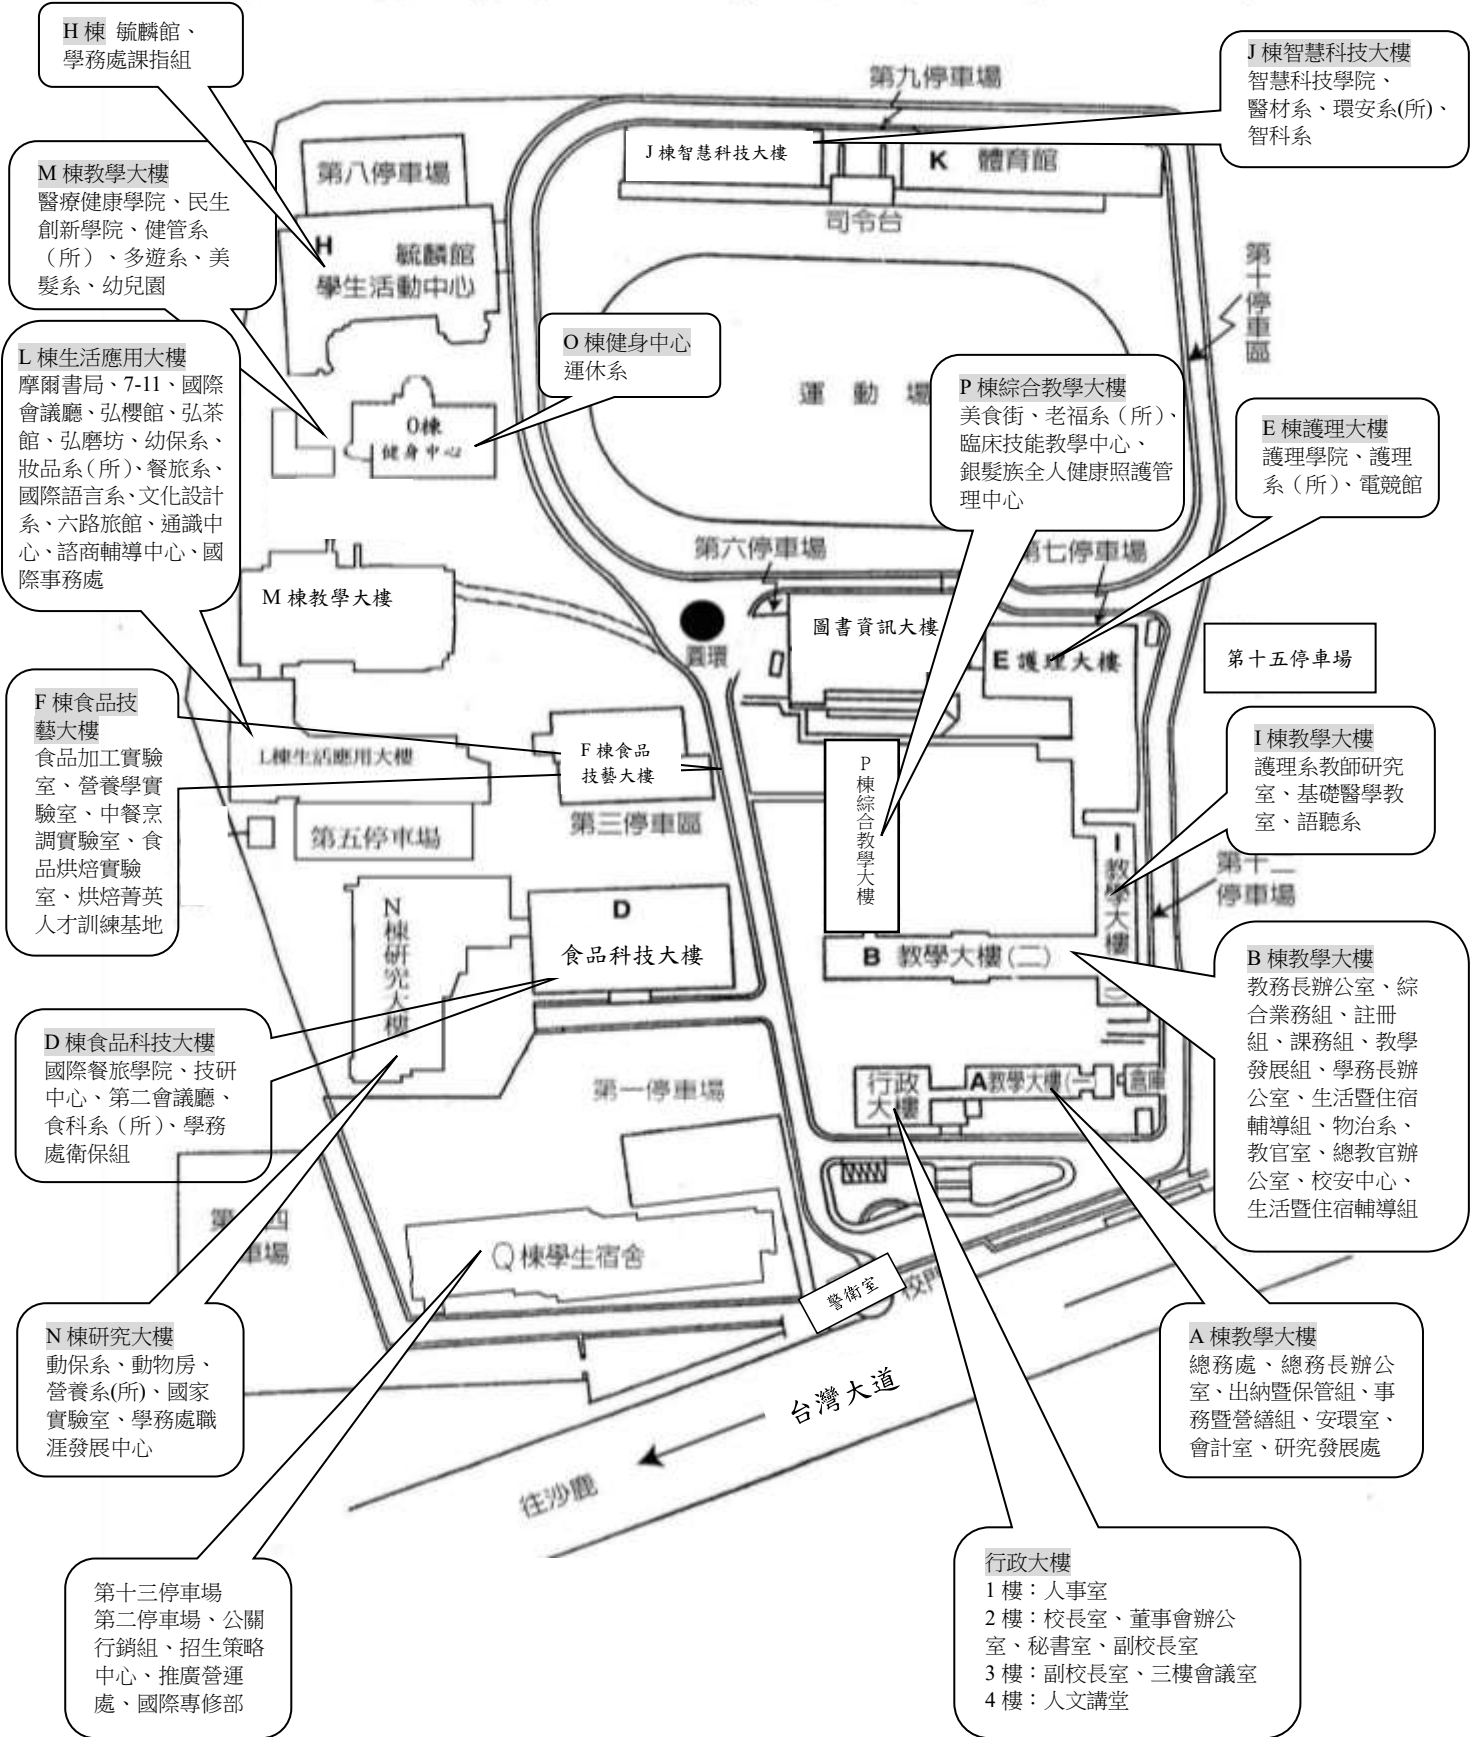 H 棟 毓麟館、
學務處課指組
J 棟智慧科技大樓
智慧科技學院、
醫材系、環安系(所)、
智科系
第九停車場
J 棟智慧科技大樓
K 體育館
司令台
第八停車場
H 毓麟館
學生活動中心
M 棟教學大樓
醫療健康學院、民生
創新學院、健管系
（所）、多遊系、美
髮系、幼兒園
第十停車區
L 棟生活應用大樓
摩爾書局、7-11、國際
會議廳、弘櫻館、弘茶
館、弘磨坊、幼保系、
妝品系（所）、餐旅系、
國際語言系、文化設計
系、六路旅館、通識中
心、諮商輔導中心、國
際事務處
O 棟健身中心
運休系
O棟
健身中心
運動場
P 棟綜合教學大樓
美食街、老福系（所）、
臨床技能教學中心、
銀髮族全人健康照護管
理中心
E 棟護理大樓
護理學院、護理
系（所）、電競館
第六停車場
第七停車場
M 棟教學大樓
圓環
圖書資訊大樓
E 護理大樓
第十五停車場
F 棟食品技
藝大樓
食品加工實驗
室、營養學實
驗室、中餐烹
調實驗室、食
品烘焙實驗
室、烘焙菁英
人才訓練基地
L棟生活應用大樓
F 棟食品
技藝大樓
第三停車區
第五停車場
P棟綜合教學大樓
I 棟教學大樓
護理系教師研究
室、基礎醫學教
室、語聽系
I 教學大樓
第十二
停車場
N棟研究大樓
D
食品科技大樓
B 教學大樓(二)
B 棟教學大樓
教務長辦公室、綜
合業務組、註冊
組、課務組、教學
發展組、學務長辦
公室、生活暨住宿
輔導組、物治系、
教官室、總教官辦
公室、校安中心、
生活暨住宿輔導組
D 棟食品科技大樓
國際餐旅學院、技研
中心、第二會議廳、
食科系（所）、學務
處衛保組
第一停車場
行政
大樓
A教學大樓(一
倉庫
第 四
車場
Q棟學生宿舍
警衛室
校門
N 棟研究大樓
動保系、動物房、
營養系(所)、國家
實驗室、學務處職
涯發展中心
台灣大道
往沙鹿
A 棟教學大樓
總務處、總務長辦公
室、出納暨保管組、事
務暨營繕組、安環室、
會計室、研究發展處
第十三停車場
第二停車場、公關
行銷組、招生策略
中心、推廣營運
處、國際專修部
行政大樓
1 樓：人事室
2 樓：校長室、董事會辦公
室、秘書室、副校長室
3 樓：副校長室、三樓會議室
4 樓：人文講堂